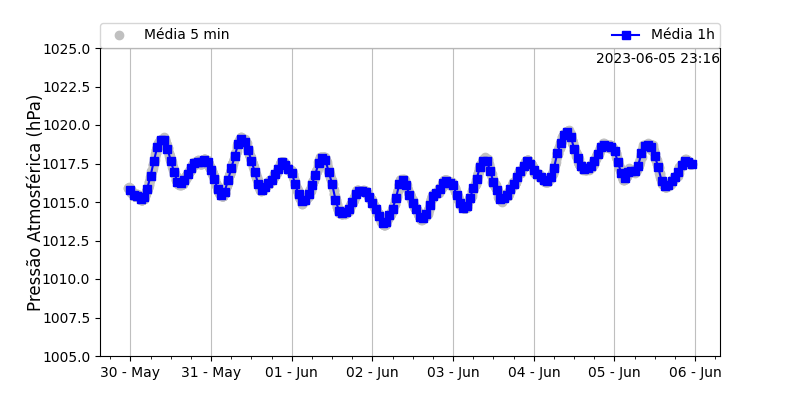 Média 5 min
Média 1h
2023-06-05 23:16
Pressão Atmosférica (hPa)
1025.0
1022.5
1020.0
1017.5
1015.0
1012.5
1010.0
1007.5
1005.0
30 - May
31 - May
01 - Jun
02 - Jun
03 - Jun
04 - Jun
05 - Jun
06 - Jun